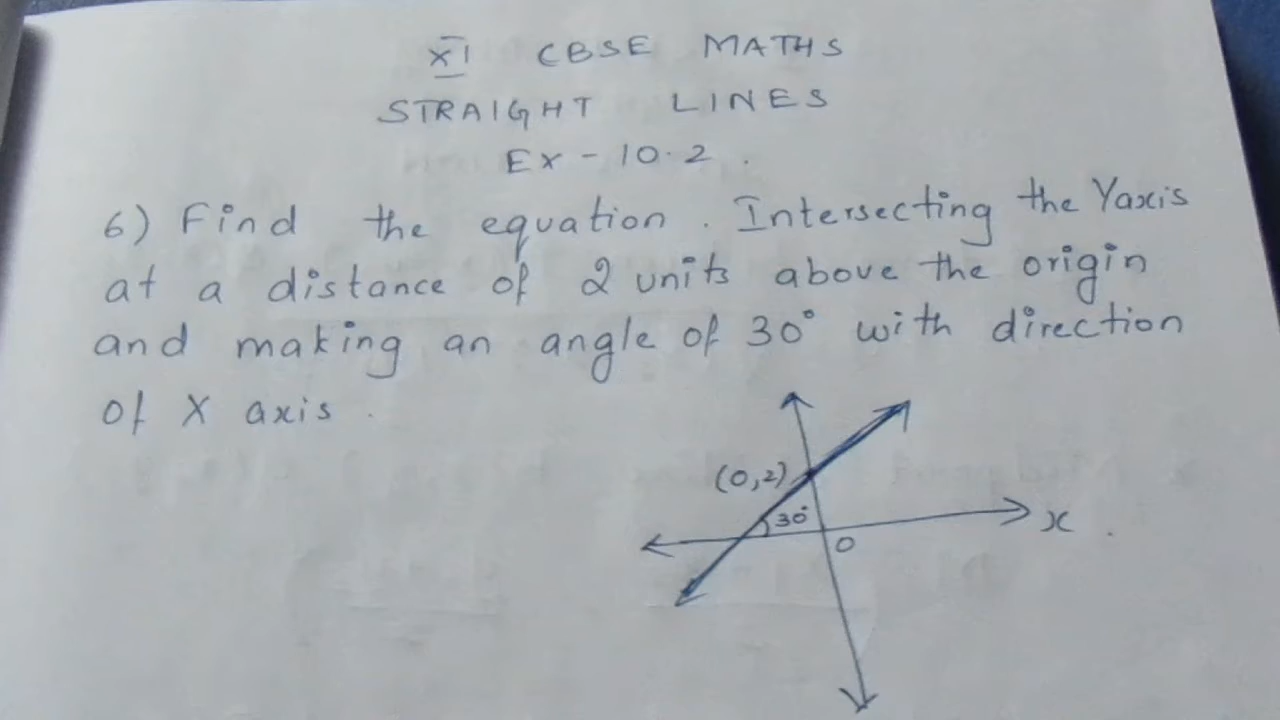 XI CBSE MATHS
STRAIGHT LINES
Ex - 10.2.
6) Find the equation. Intersecting the Yaxis
at a distance of 2 units above the origin
and making an angle of 30° with direction
of X axis.
(0,2)
30°
x.
O